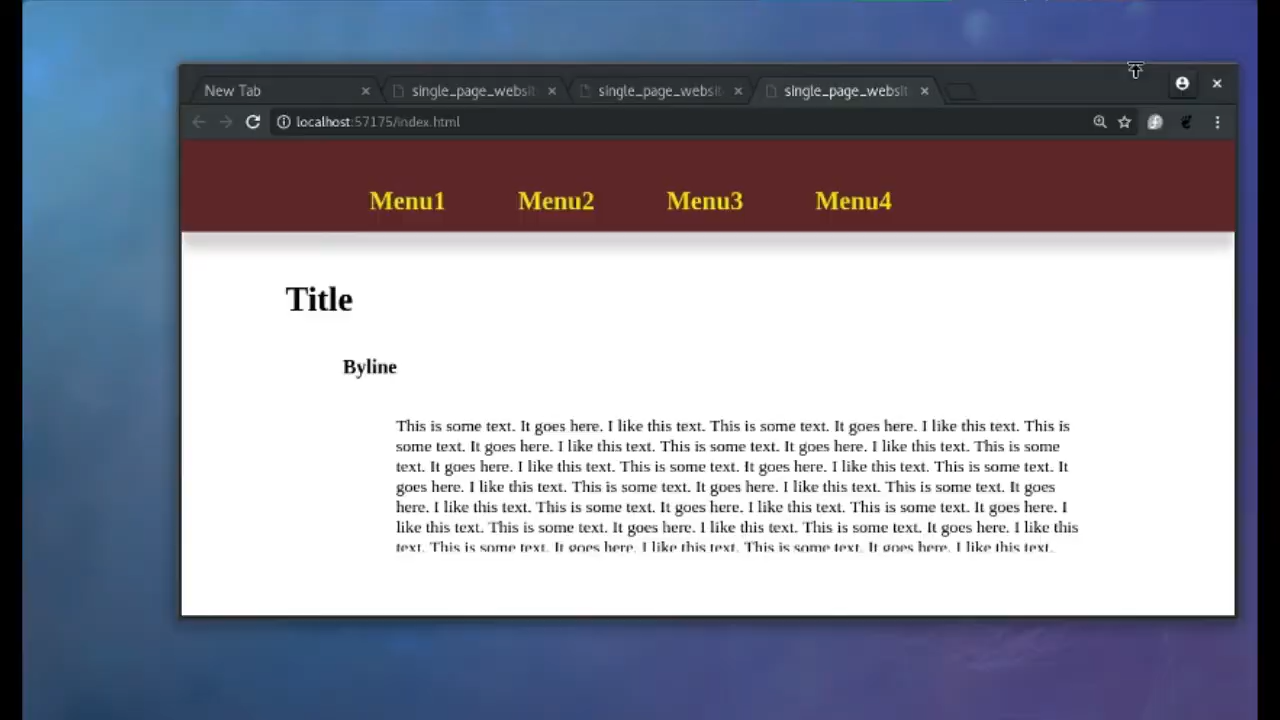 New Tab
single_page_websit
single_page_websit
single_page_websit
localhost:57175/index.html
Menu1 Menu2 Menu3 Menu4
Title
Byline
This is some text. It goes here. I like this text. This is some text. It goes here. I like this text. This is
some text. It goes here. I like this text. This is some text. It goes here. I like this text. This is some
text. It goes here. I like this text. This is some text. It goes here. I like this text. This is some text. It
goes here. I like this text. This is some text. It goes here. I like this text. This is some text. It goes
here. I like this text. This is some text. It goes here. I like this text. This is some text. It goes here. I
like this text. This is some text. It goes here. I like this text. This is some text. It goes here. I like this
text. This is some text. It goes here. I like this text. This is some text. It goes here. I like this text.